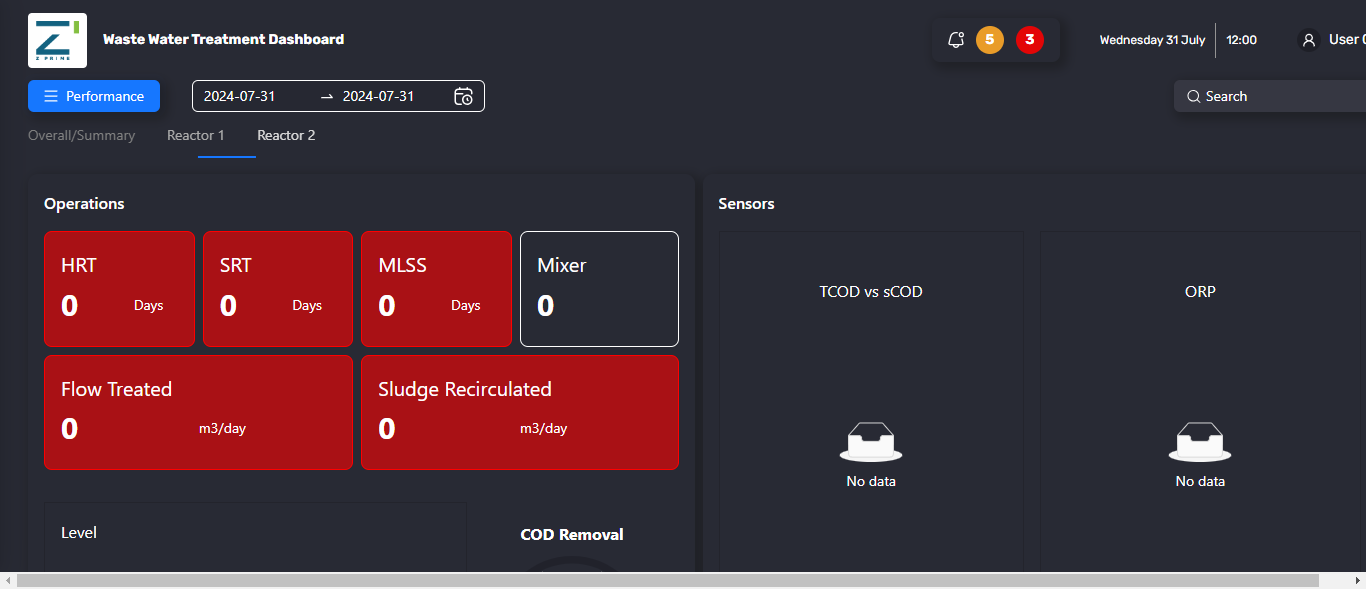 Z PRIME
Waste Water Treatment Dashboard
5
3
Wednesday 31 July
12:00
User
Performance
2024-07-31
2024-07-31
Search
Overall/Summary
Reactor 1
Reactor 2
Operations
HRT
0 Days
SRT
0 Days
MLSS
0 Days
Mixer
0
Flow Treated
0 m3/day
Sludge Recirculated
0 m3/day
Level
COD Removal
Sensors
TCOD vs sCOD
No data
ORP
No data